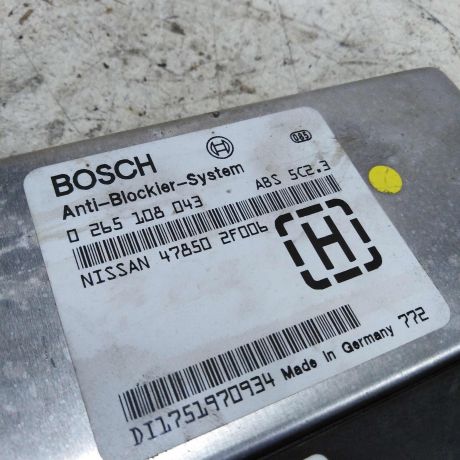 BOSCH
085
Anti-Blockier-System ABS 5C2.3
0 265 108 043
NISSAN 47850 2F006
H
DI1751970934 Made in Germany 772